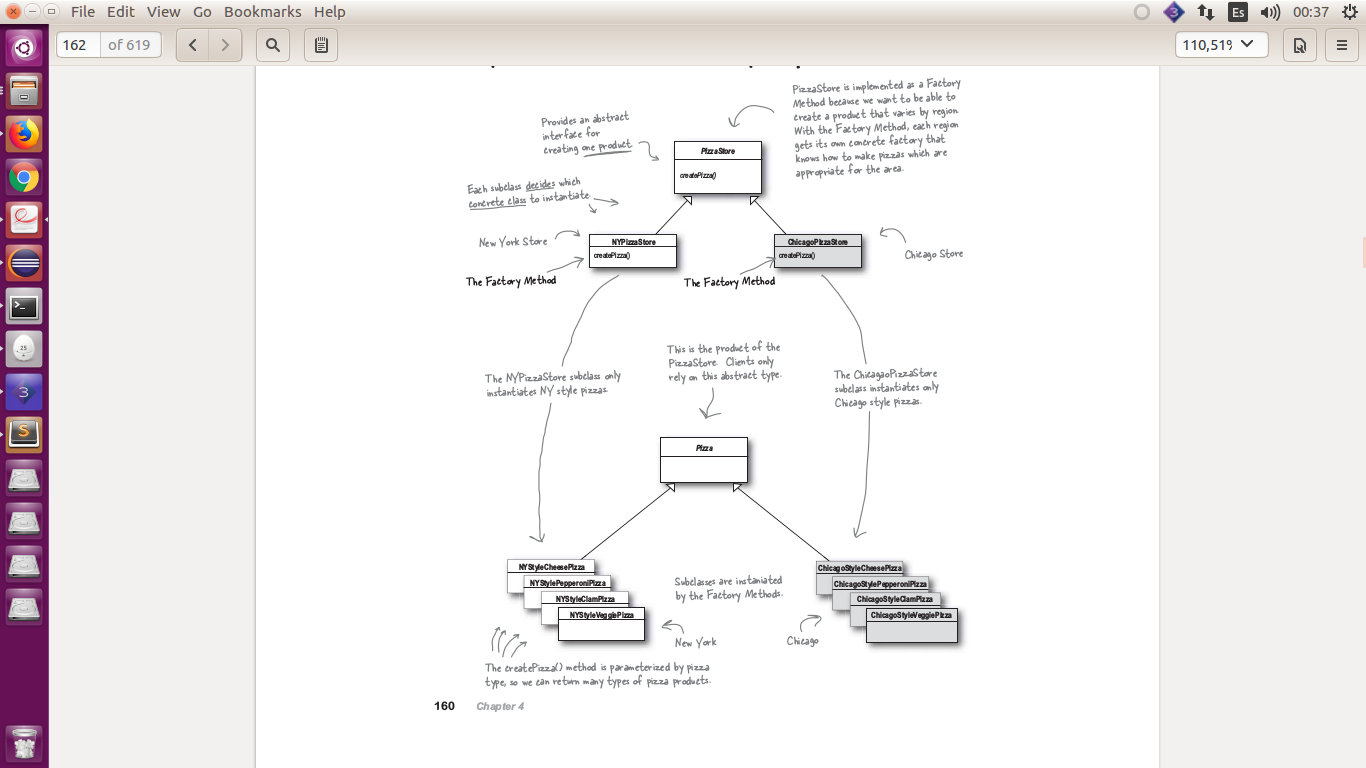 File Edit View Go Bookmarks Help
3
Es
00:37
162 of 619
110,51%
PizzaStore is implemented as a Factory
Method because we want to be able to
create a product that varies by region.
With the Factory Method, each region
gets its own concrete factory that
knows how to make pizzas which are
appropriate for the area.
Provides an abstract
interface for
creating one product
PizzaStore
createPizza()
Each subclass decides which
concrete class to instantiate.
New York Store
NYPizzaStore
createPizza()
ChicagoPizzaStore
createPizza()
Chicago Store
The Factory Method
The Factory Method
This is the product of the
PizzaStore. Clients only
rely on this abstract type.
The NYPizzaStore subclass only
instantiates NY style pizzas.
The ChicagaoPizzaStore
subclass instantiates only
Chicago style pizzas.
25
3
S
Pizza
NYStyleCheesePizza
NYStylePepperoniPizza
NYStyleClamPizza
NYStyleVeggiePizza
Subclasses are instaniated
by the Factory Methods.
ChicagoStyleCheesePizza
ChicagoStylePepperoniPizza
ChicagoStyleClamPizza
ChicagoStyleVeggiePizza
New York
Chicago
The createPizza() method is parameterized by pizza
type, so we can return many types of pizza products.
160 Chapter 4